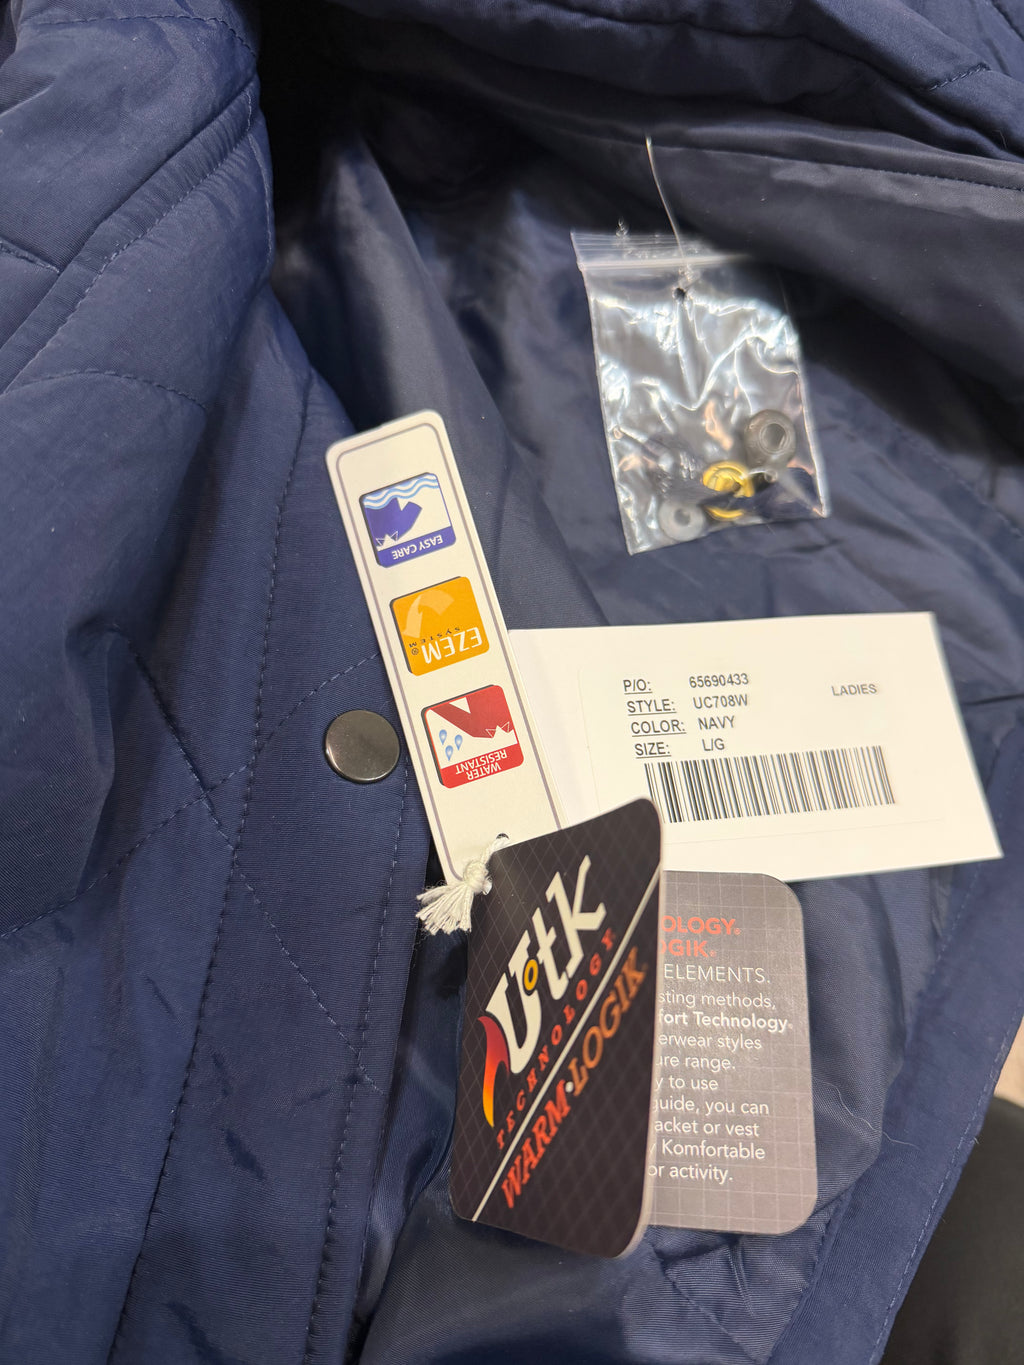 EASY CARE
EZEM
SYSTEM®
WATER
RESISTANT
P/O: 65690433
STYLE: UC708W
COLOR: NAVY
SIZE: L/G
LADIES
Utk
TECHNOLOGY
WARM·LOGIK
OLOGY®
OGIK®
ELEMENTS.
sting methods,
fort Technology
erwear styles
ure range.
y to use
guide, you can
acket or vest
y Komfortable
or activity.